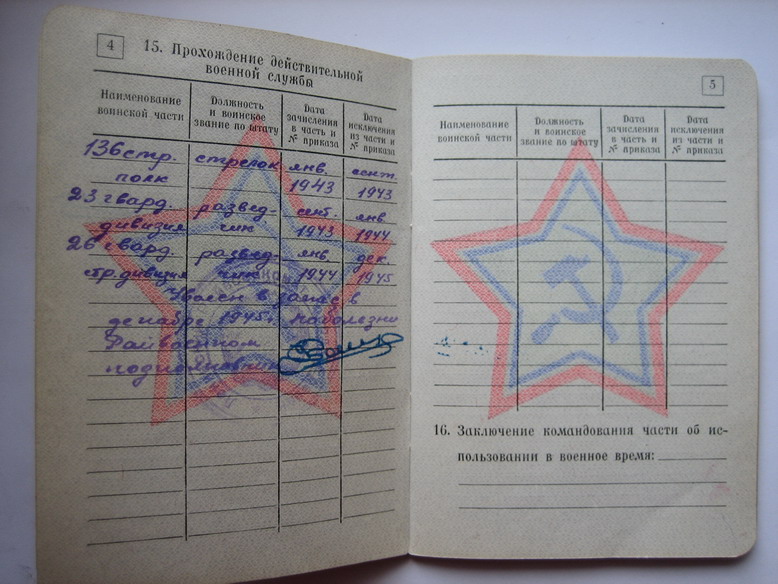 4
15. Прохождение действительной
военной службы
Наименование воинской части
Должность и воинское звание по штату
Дата зачисления в часть и № приказа
Дата исключения из части и № приказа
136 стр. стрелок янв. сент.
полк 1943 1943
23 гвард. развед- сент. янв
дивизия чик 1943 1944
26 гвард. развед- янв дек.
стр. дивизия чик 1944 1945
Уволен в запас в
декабре 1945 г. по болезни
Райвоенком
подполковник
5
Наименование воинской части
Должность и воинское звание по штату
Дата зачисления в часть и № приказа
Дата исключения из части и № приказа
16. Заключение командования части об ис-
пользовании в военное время: